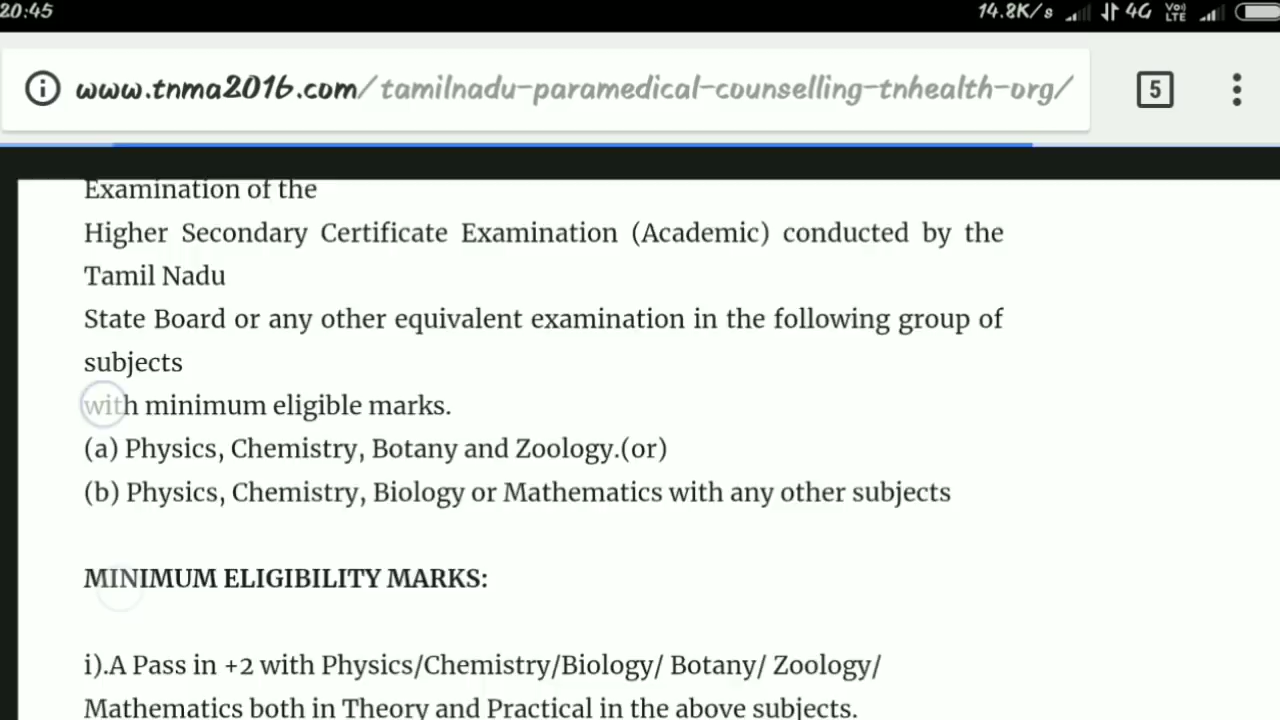 20:45
14.8K/s 4G VoLTE
www.tnma2016.com/tamilnadu-paramedical-counselling-tnhealth-org/
5
Examination of the
Higher Secondary Certificate Examination (Academic) conducted by the
Tamil Nadu
State Board or any other equivalent examination in the following group of
subjects
with minimum eligible marks.
(a) Physics, Chemistry, Botany and Zoology.(or)
(b) Physics, Chemistry, Biology or Mathematics with any other subjects
MINIMUM ELIGIBILITY MARKS:
i).A Pass in +2 with Physics/Chemistry/Biology/ Botany/ Zoology/
Mathematics both in Theory and Practical in the above subjects.